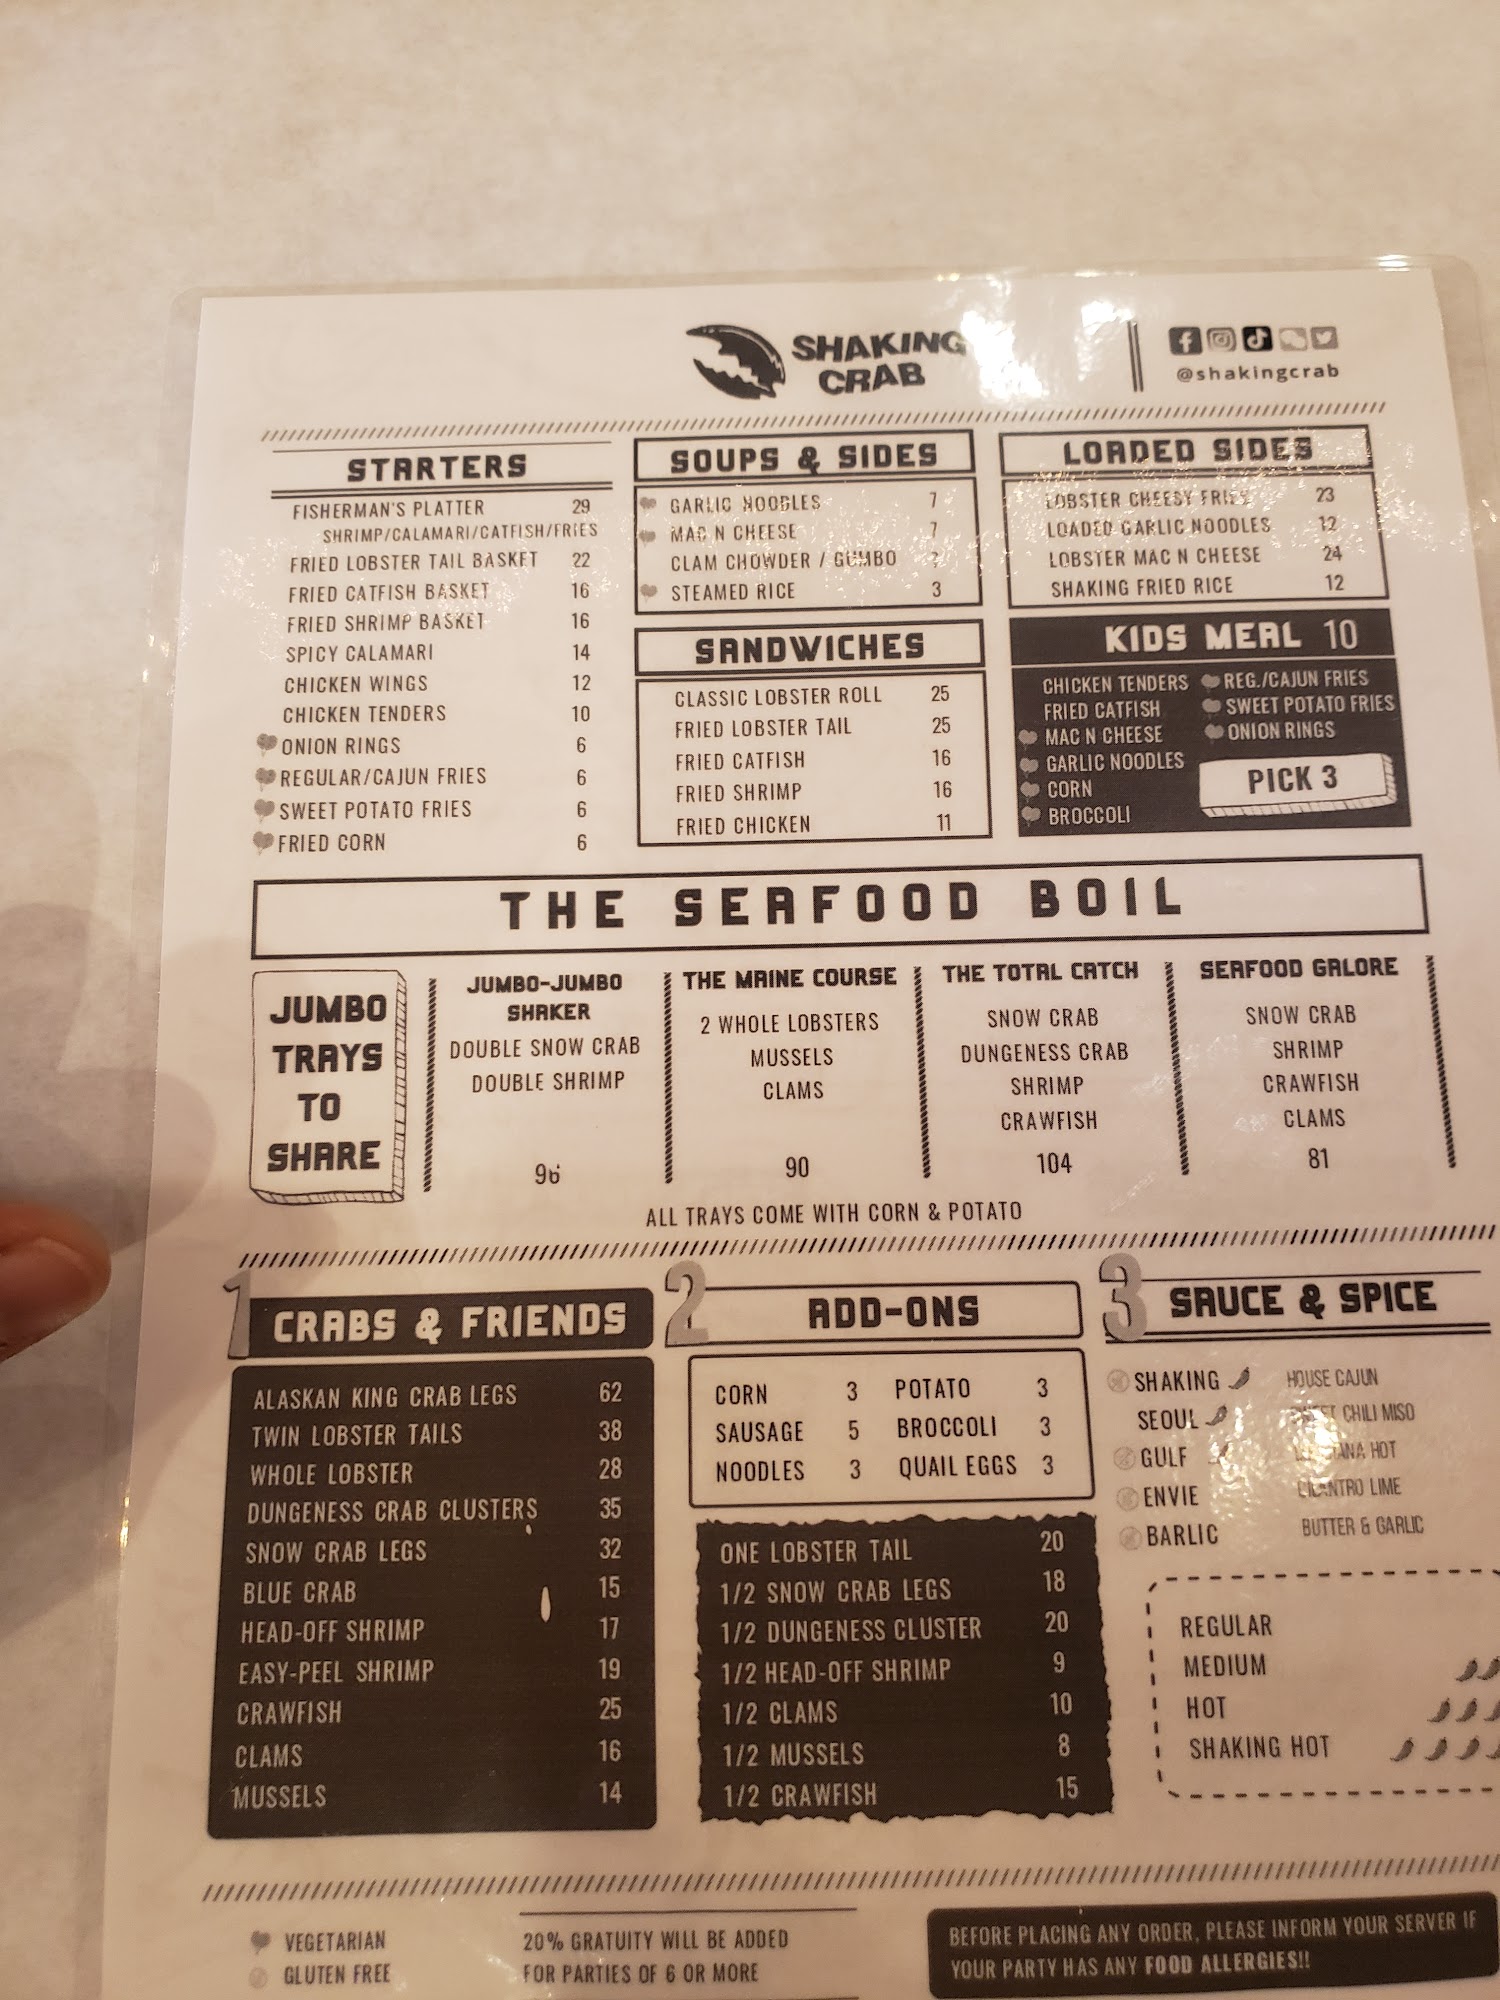 SHAKING
CRAB
@shakingcrab
STARTERS
FISHERMAN'S PLATTER 29
SHRIMP/CALAMARI/CATFISH/FRIES
FRIED LOBSTER TAIL BASKET 22
FRIED CATFISH BASKET 16
FRIED SHRIMP BASKET 16
SPICY CALAMARI 14
CHICKEN WINGS 12
CHICKEN TENDERS 10
ONION RINGS 6
REGULAR/CAJUN FRIES 6
SWEET POTATO FRIES 6
FRIED CORN 6
SOUPS & SIDES
GARLIC NOODLES 7
MAC N CHEESE 7
CLAM CHOWDER / GUMBO
STEAMED RICE 3
SANDWICHES
CLASSIC LOBSTER ROLL 25
FRIED LOBSTER TAIL 25
FRIED CATFISH 16
FRIED SHRIMP 16
FRIED CHICKEN 11
LOADED SIDES
LOBSTER CHEESY FRIES 23
LOADED GARLIC NOODLES 12
LOBSTER MAC N CHEESE 24
SHAKING FRIED RICE 12
KIDS MEAL 10
CHICKEN TENDERS
FRIED CATFISH
MAC N CHEESE
GARLIC NOODLES
CORN
BROCCOLI
REG./CAJUN FRIES
SWEET POTATO FRIES
ONION RINGS
PICK 3
THE SEAFOOD BOIL
JUMBO
TRAYS
TO
SHARE
JUMBO-JUMBO
SHAKER
DOUBLE SNOW CRAB
DOUBLE SHRIMP
96
THE MAINE COURSE
2 WHOLE LOBSTERS
MUSSELS
CLAMS
90
THE TOTAL CATCH
SNOW CRAB
DUNGENESS CRAB
SHRIMP
CRAWFISH
104
SEAFOOD GALORE
SNOW CRAB
SHRIMP
CRAWFISH
CLAMS
81
ALL TRAYS COME WITH CORN & POTATO
1 CRABS & FRIENDS
ALASKAN KING CRAB LEGS 62
TWIN LOBSTER TAILS 38
WHOLE LOBSTER 28
DUNGENESS CRAB CLUSTERS 35
SNOW CRAB LEGS 32
BLUE CRAB 15
HEAD-OFF SHRIMP 17
EASY-PEEL SHRIMP 19
CRAWFISH 25
CLAMS 16
MUSSELS 14
2 ADD-ONS
CORN 3 POTATO 3
SAUSAGE 5 BROCCOLI 3
NOODLES 3 QUAIL EGGS 3
ONE LOBSTER TAIL 20
1/2 SNOW CRAB LEGS 18
1/2 DUNGENESS CLUSTER 20
1/2 HEAD-OFF SHRIMP 9
1/2 CLAMS 10
1/2 MUSSELS 8
1/2 CRAWFISH 15
3 SAUCE & SPICE
SHAKING HOUSE CAJUN
SEOUL CHILI MISO
GULF HOT
ENVIE CILANTRO LIME
BARLIC BUTTER & GARLIC
REGULAR
MEDIUM
HOT
SHAKING HOT
VEGETARIAN
GLUTEN FREE
20% GRATUITY WILL BE ADDED
FOR PARTIES OF 6 OR MORE
BEFORE PLACING ANY ORDER, PLEASE INFORM YOUR SERVER IF
YOUR PARTY HAS ANY FOOD ALLERGIES!!